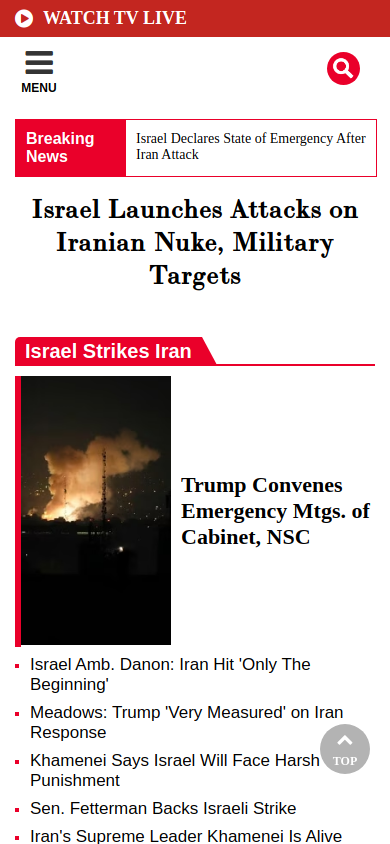 WATCH TV LIVE
MENU
Breaking
News
Israel Declares State of Emergency After
Iran Attack
Israel Launches Attacks on
Iranian Nuke, Military
Targets
Israel Strikes Iran
Trump Convenes
Emergency Mtgs. of
Cabinet, NSC
Israel Amb. Danon: Iran Hit 'Only The
Beginning'
Meadows: Trump 'Very Measured' on Iran
Response
Khamenei Says Israel Will Face Harsh
Punishment
TOP
Sen. Fetterman Backs Israeli Strike
Iran's Supreme Leader Khamenei Is Alive